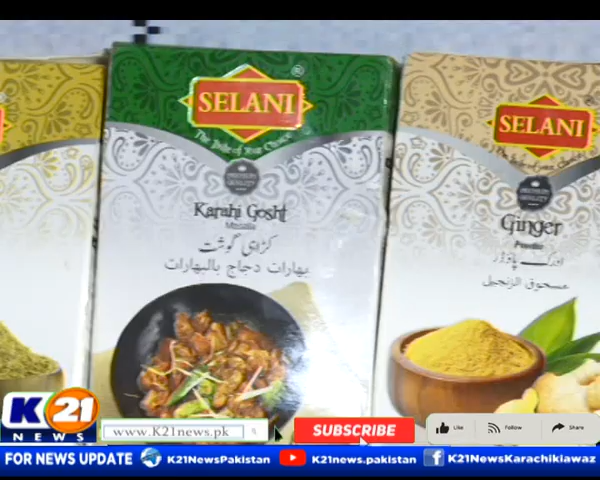 SELANI
®
The Pride of Your Choice
PREMIUM
QUALITY
Karahi Gosht
Masala
کڑاہی گوشت
بهارات دجاج بالبهارات
SELANI
PREMIUM
QUALITY
Ginger
Powder
ادرک پاؤڈر
مسحوق الزنجبيل
K21
NEWS
www.K21news.pk
SUBSCRIBE
Like
Follow
Share
FOR NEWS UPDATE
K21NewsPakistan
K21news.pakistan
K21NewsKarachikiawaz